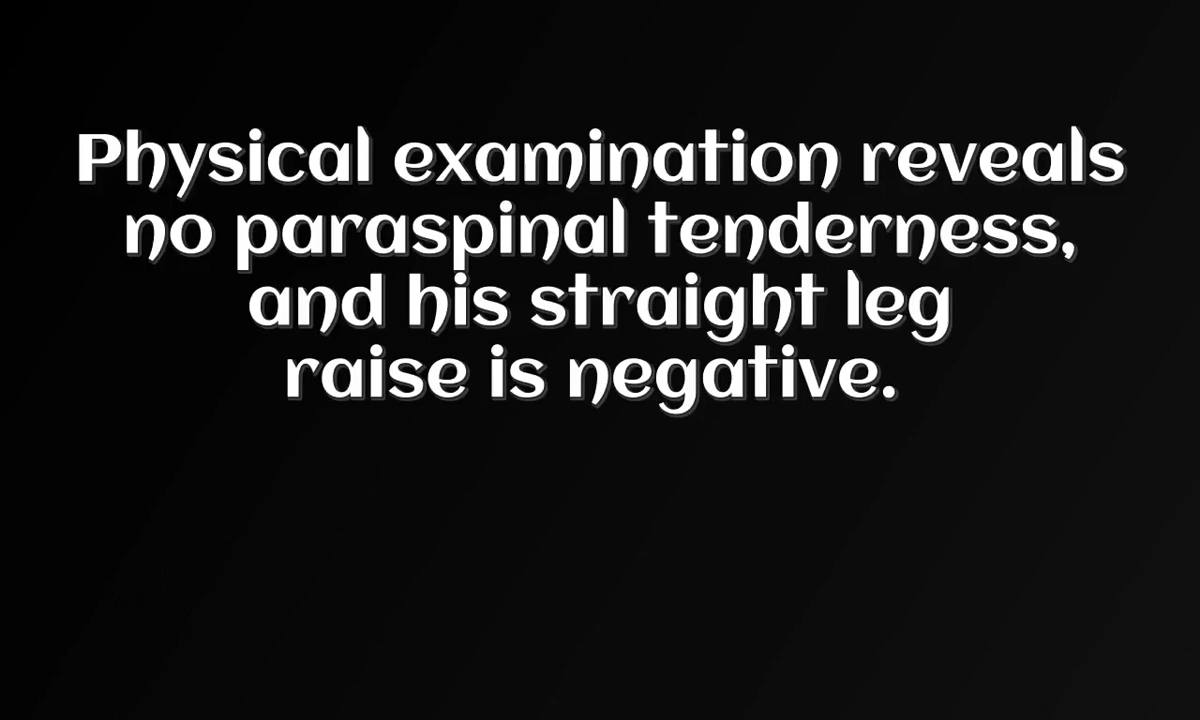 Physical examination reveals
no paraspinal tenderness,
and his straight leg
raise is negative.